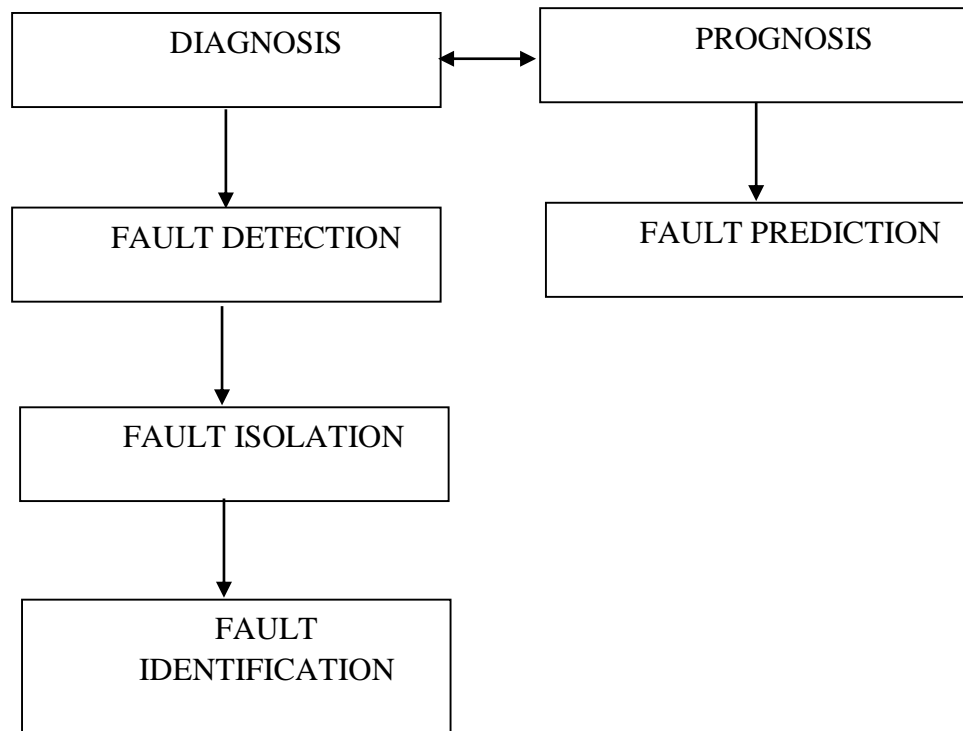 DIAGNOSIS
PROGNOSIS
FAULT DETECTION
FAULT PREDICTION
FAULT ISOLATION
FAULT
IDENTIFICATION